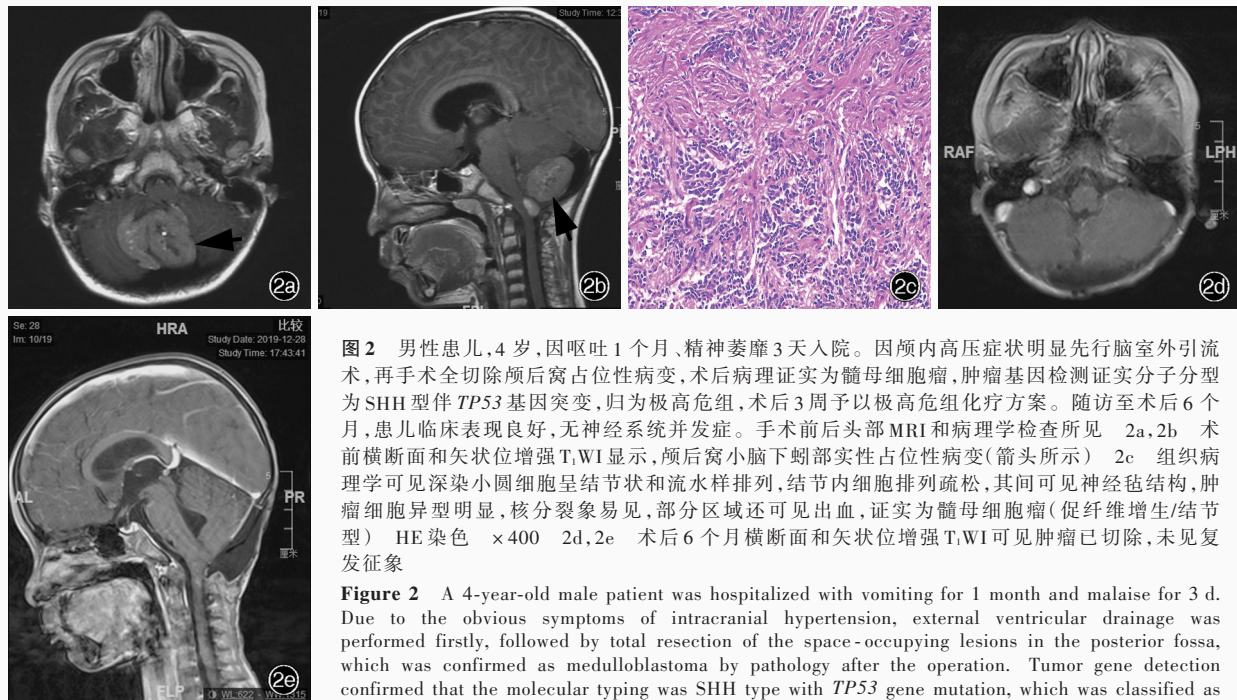 19
Study Time: 12:3
5
5
RAF
LPH
厘米
2a
2b
2c
2d
Se: 28
Im: 10/19
HRA
比较
Study Date: 2019-12-28
Study Time: 17:43:41
AL
PR
5
厘米
FLP
WL: 622 - WW: 1315
2e
图2 男性患儿,4 岁,因呕吐 1 个月、精神萎靡 3 天入院。因颅内高压症状明显先行脑室外引流
术,再手术全切除颅后窝占位性病变,术后病理证实为髓母细胞瘤,肿瘤基因检测证实分子分型
为 SHH 型伴 TP53 基因突变,归为极高危组,术后 3 周予以极高危组化疗方案。随访至术后 6 个
月,患儿临床表现良好,无神经系统并发症。手术前后头部 MRI 和病理学检查所见 2a,2b 术
前横断面和矢状位增强 T₁WI 显示,颅后窝小脑下蚓部实性占位性病变(箭头所示) 2c 组织病
理学可见深染小圆细胞呈结节状和流水样排列,结节内细胞排列疏松,其间可见神经毡结构,肿
瘤细胞异型明显,核分裂象易见,部分区域还可见出血,证实为髓母细胞瘤(促纤维增生/结节
型) HE 染色 ×400 2d,2e 术后 6 个月横断面和矢状位增强 T₁WI 可见肿瘤已切除,未见复
发征象
Figure 2 A 4-year-old male patient was hospitalized with vomiting for 1 month and malaise for 3 d.
Due to the obvious symptoms of intracranial hypertension, external ventricular drainage was
performed firstly, followed by total resection of the space-occupying lesions in the posterior fossa,
which was confirmed as medulloblastoma by pathology after the operation. Tumor gene detection
confirmed that the molecular typing was SHH type with TP53 gene mutation, which was classified as